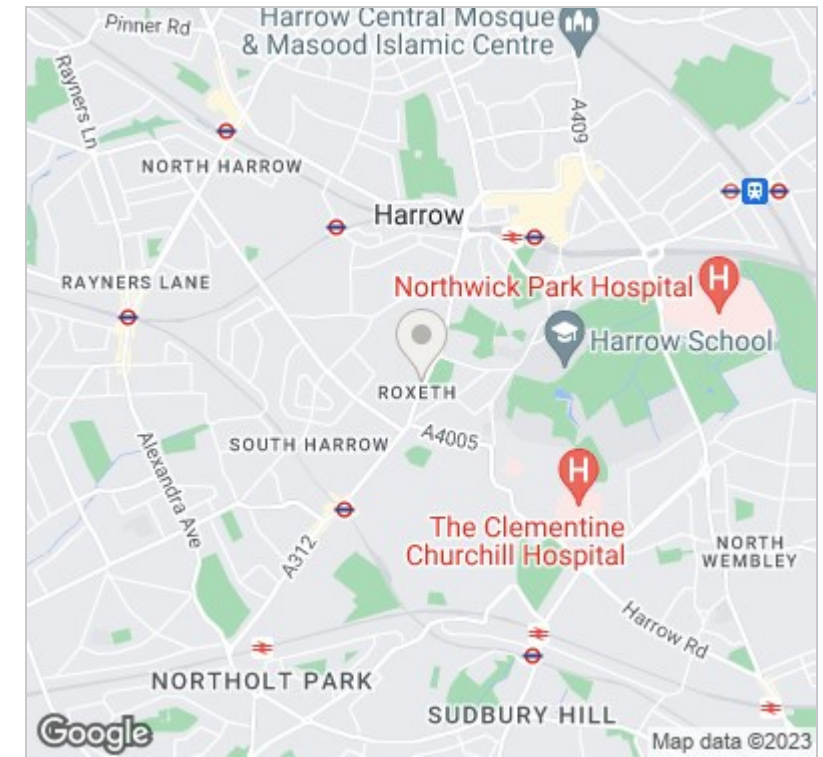 Harrow Central Mosque
& Masood Islamic Centre
Pinner Rd
Rayners Ln
A409
NORTH HARROW
Harrow
RAYNERS LANE
Northwick Park Hospital
H
Harrow School
ROXETH
SOUTH HARROW
A4005
Alexandra Ave
H
The Clementine
Churchill Hospital
A312
NORTH
WEMBLEY
Harrow Rd
NORTHOLT PARK
SUDBURY HILL
Google
Map data ©2023